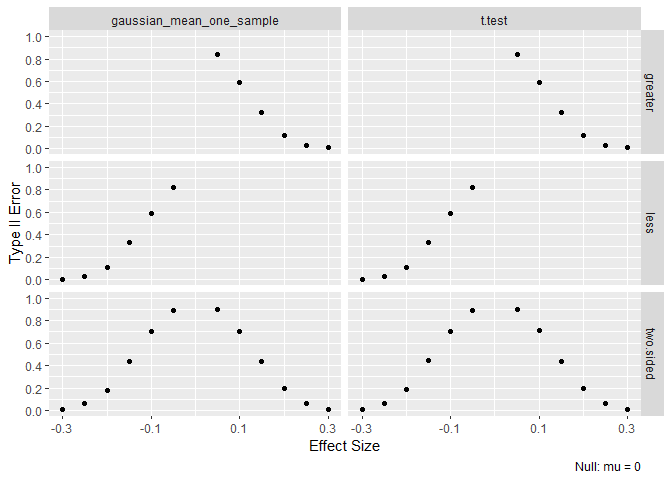 gaussian_mean_one_sample t.test
Type II Error
1.0
0.8
0.6
0.4
0.2
0.0
greater
1.0
0.8
0.6
0.4
0.2
0.0
less
1.0
0.8
0.6
0.4
0.2
0.0
two.sided
-0.3 -0.1 0.1 0.3 -0.3 -0.1 0.1 0.3
Effect Size
Null: mu = 0